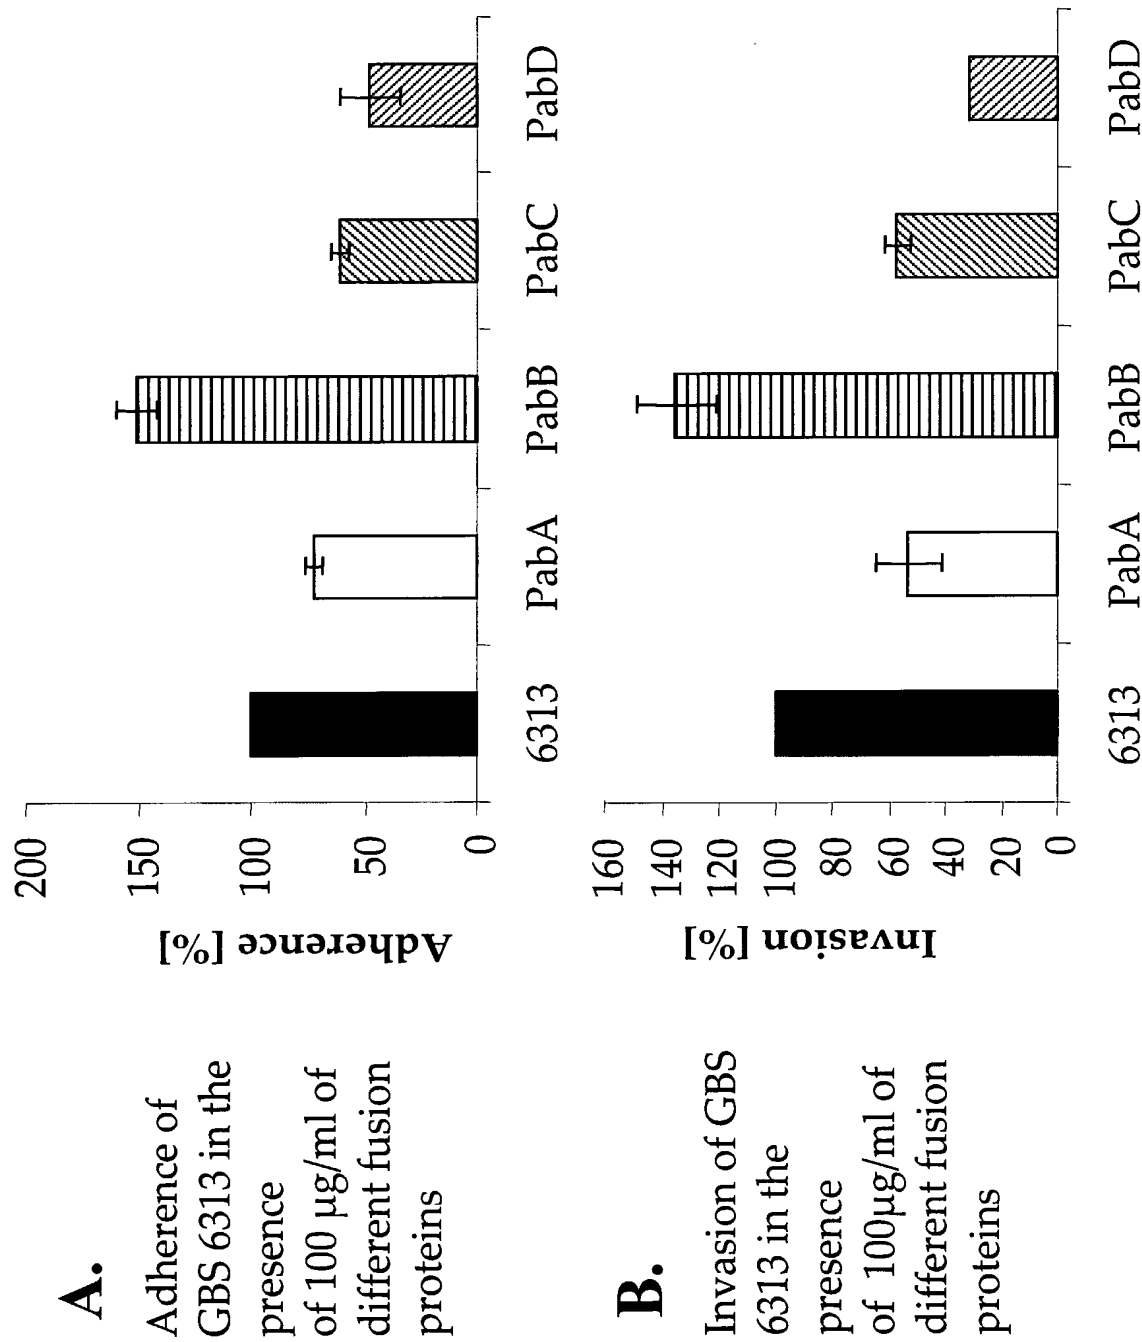 A.
Adherence of
GBS 6313 in the
presence
of 100 µg/ml of
different fusion
proteins
Adherence [%]
200
150
100
50
0
6313 PabA PabB PabC PabD
B.
Invasion of GBS
6313 in the
presence
of 100µg/ml of
different fusion
proteins
Invasion [%]
160
140
120
100
80
60
40
20
0
6313 PabA PabB PabC PabD